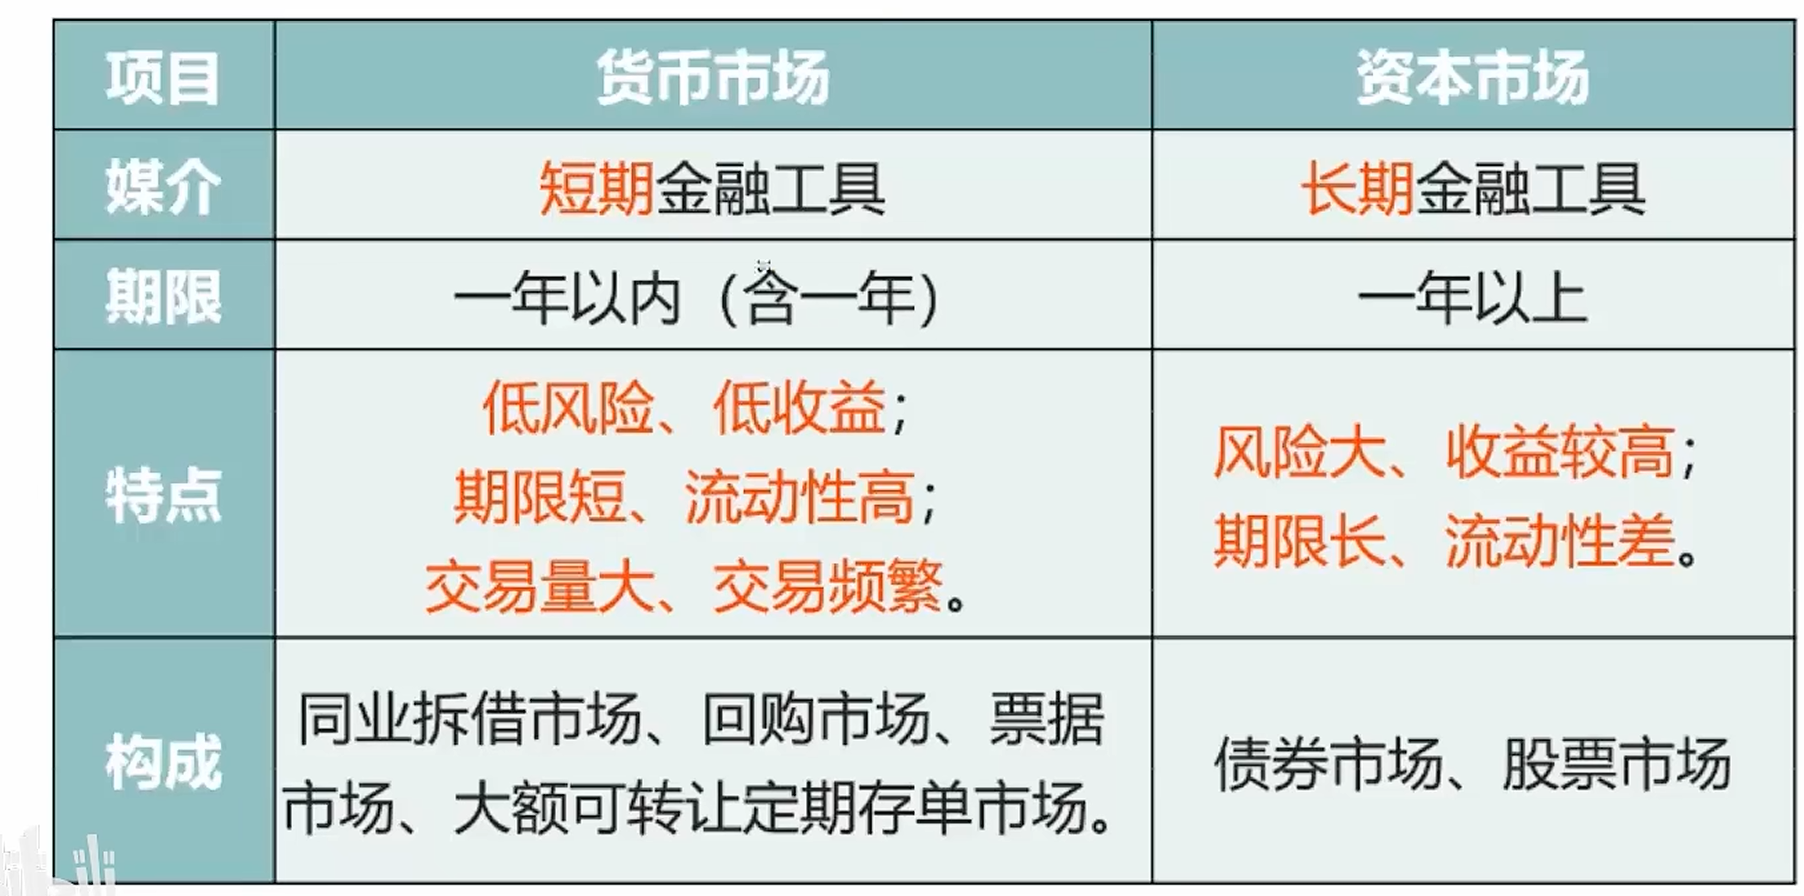 项目 货币市场 资本市场
媒介 短期金融工具 长期金融工具
期限 一年以内（含一年） 一年以上
特点
低风险、低收益；
期限短、流动性高；
交易量大、交易频繁。
风险大、收益较高；
期限长、流动性差。
构成
同业拆借市场、回购市场、票据
市场、大额可转让定期存单市场。
债券市场、股票市场